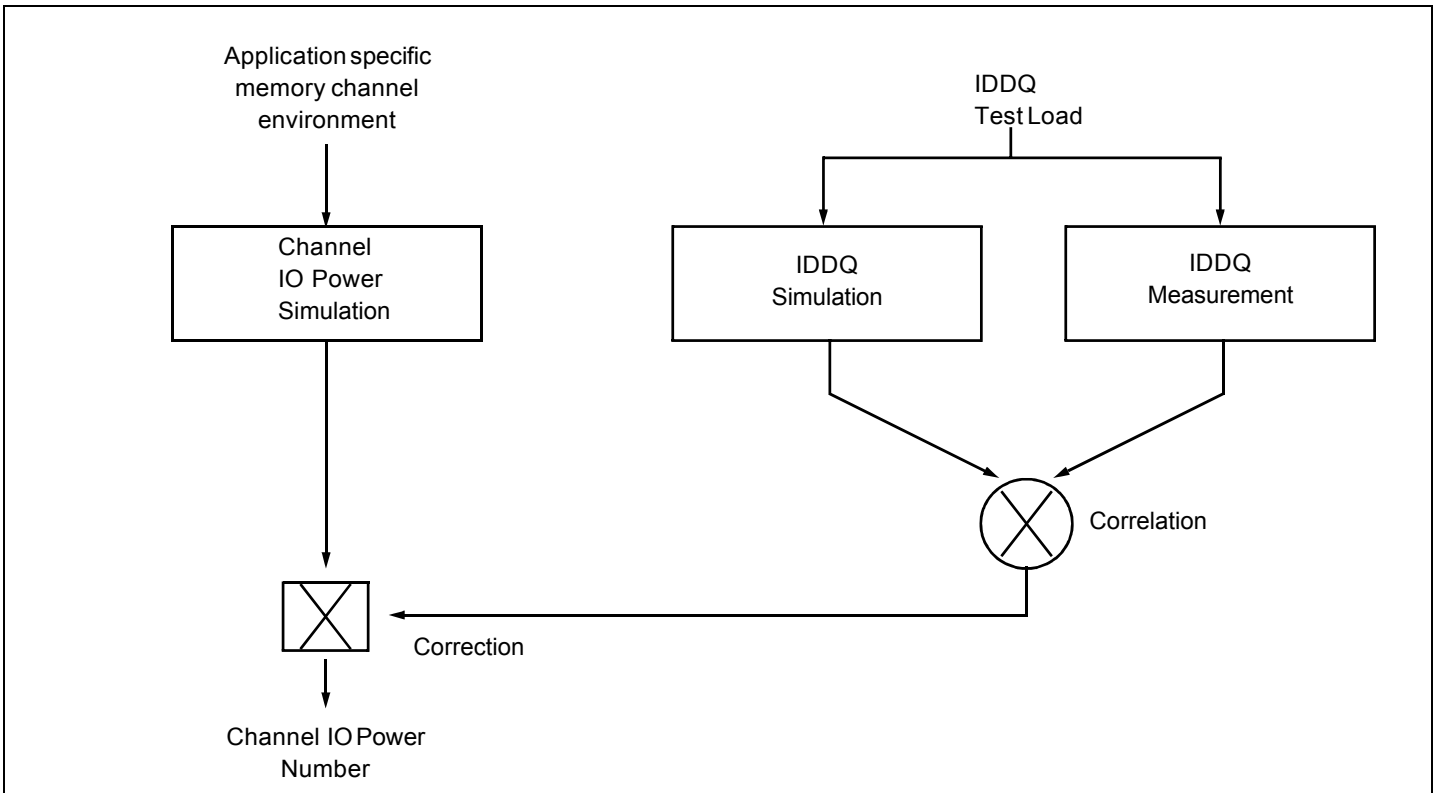 Application specific
memory channel
environment
IDDQ
Test Load
Channel
IO Power
Simulation
IDDQ
Simulation
IDDQ
Measurement
Correlation
Correction
Channel IO Power
Number